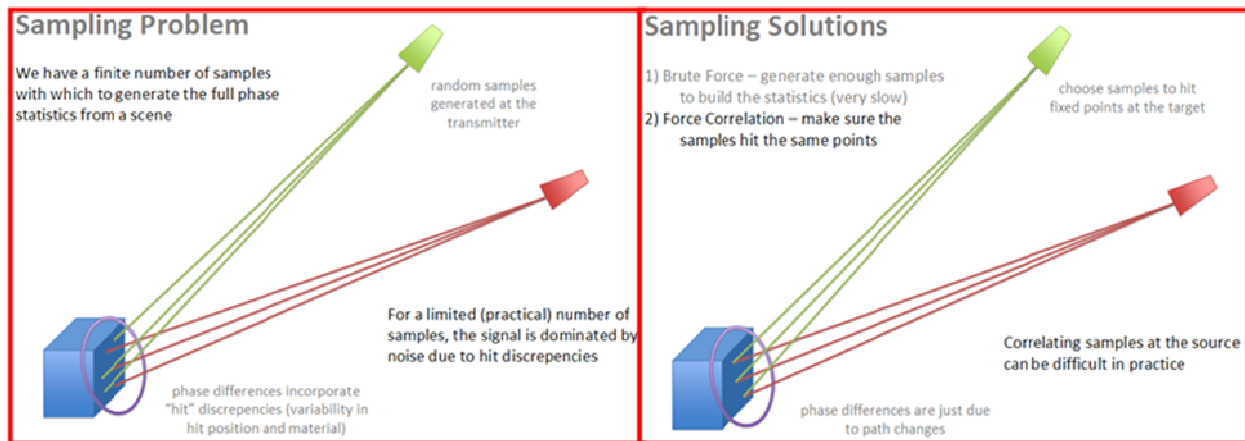 Sampling Problem
We have a finite number of samples
with which to generate the full phase
statistics from a scene
random samples
generated at the
transmitter
For a limited (practical) number of
samples, the signal is dominated by
noise due to hit discrepencies
phase differences incorporate
"hit" discrepencies (variability in
hit position and material)
Sampling Solutions
1) Brute Force – generate enough samples
to build the statistics (very slow)
2) Force Correlation – make sure the
samples hit the same points
choose samples to hit
fixed points at the target
Correlating samples at the source
can be difficult in practice
phase differences are just due
to path changes